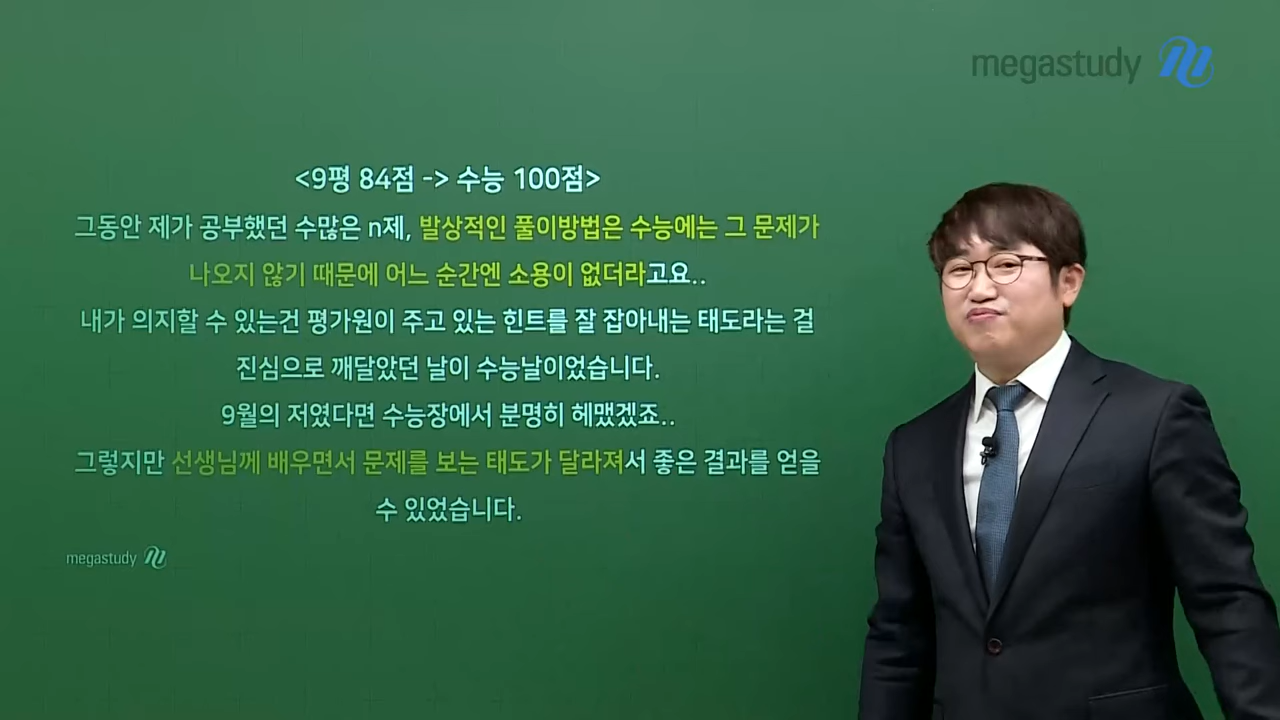 megastudy
<9평 84점 -> 수능 100점>
그동안 제가 공부했던 수많은 n제, 발상적인 풀이방법은 수능에는 그 문제가
나오지 않기 때문에 어느 순간엔 소용이 없더라고요..
내가 의지할 수 있는건 평가원이 주고 있는 힌트를 잘 잡아내는 태도라는 걸
진심으로 깨달았던 날이 수능날이었습니다.
9월의 저였다면 수능장에서 분명히 헤맸겠죠..
그렇지만 선생님께 배우면서 문제를 보는 태도가 달라져서 좋은 결과를 얻을
수 있었습니다.
megastudy